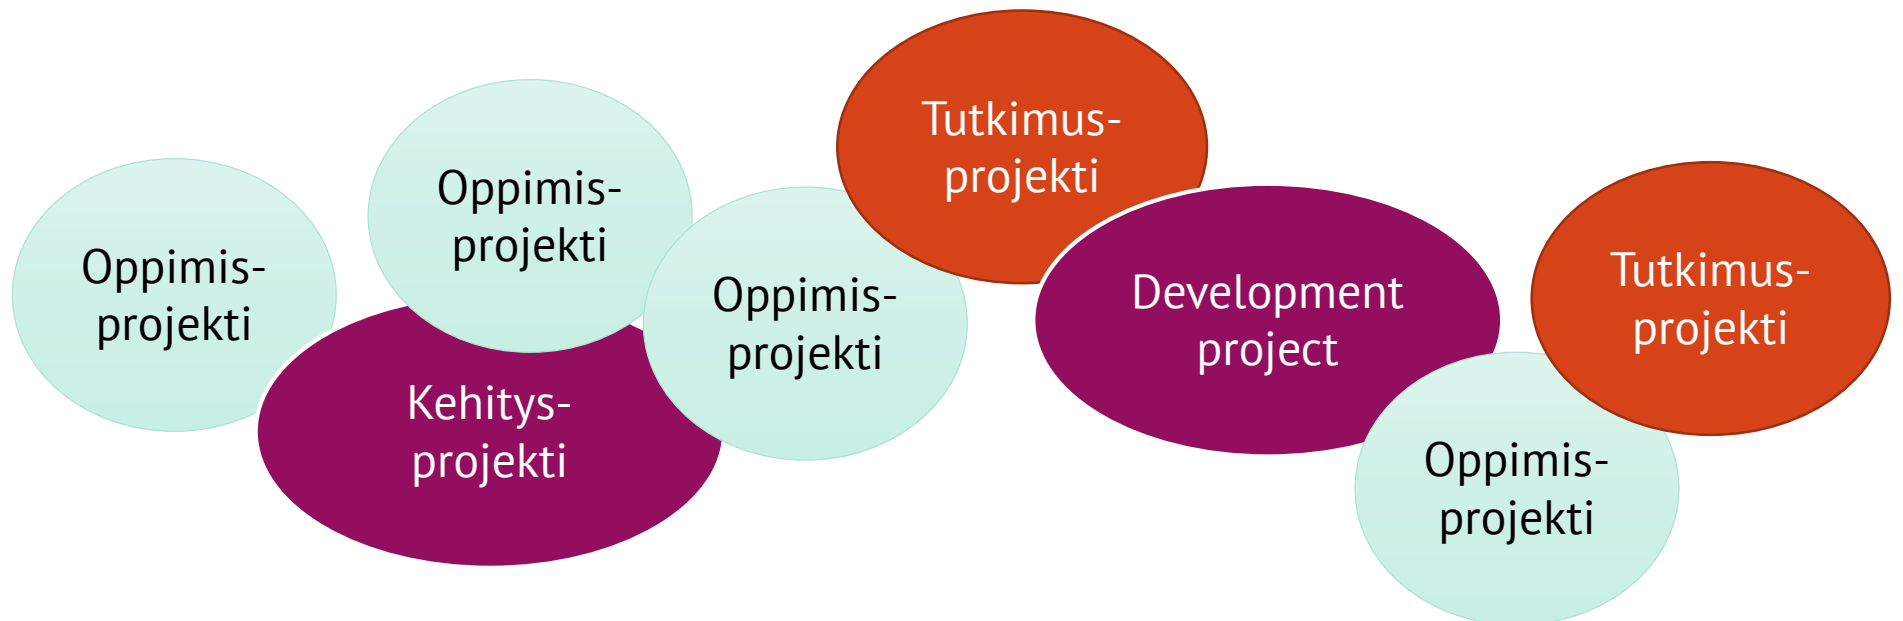 Oppimis-
projekti
Oppimis-
projekti
Kehitys-
projekti
Oppimis-
projekti
Tutkimus-
projekti
Development
project
Oppimis-
projekti
Tutkimus-
projekti